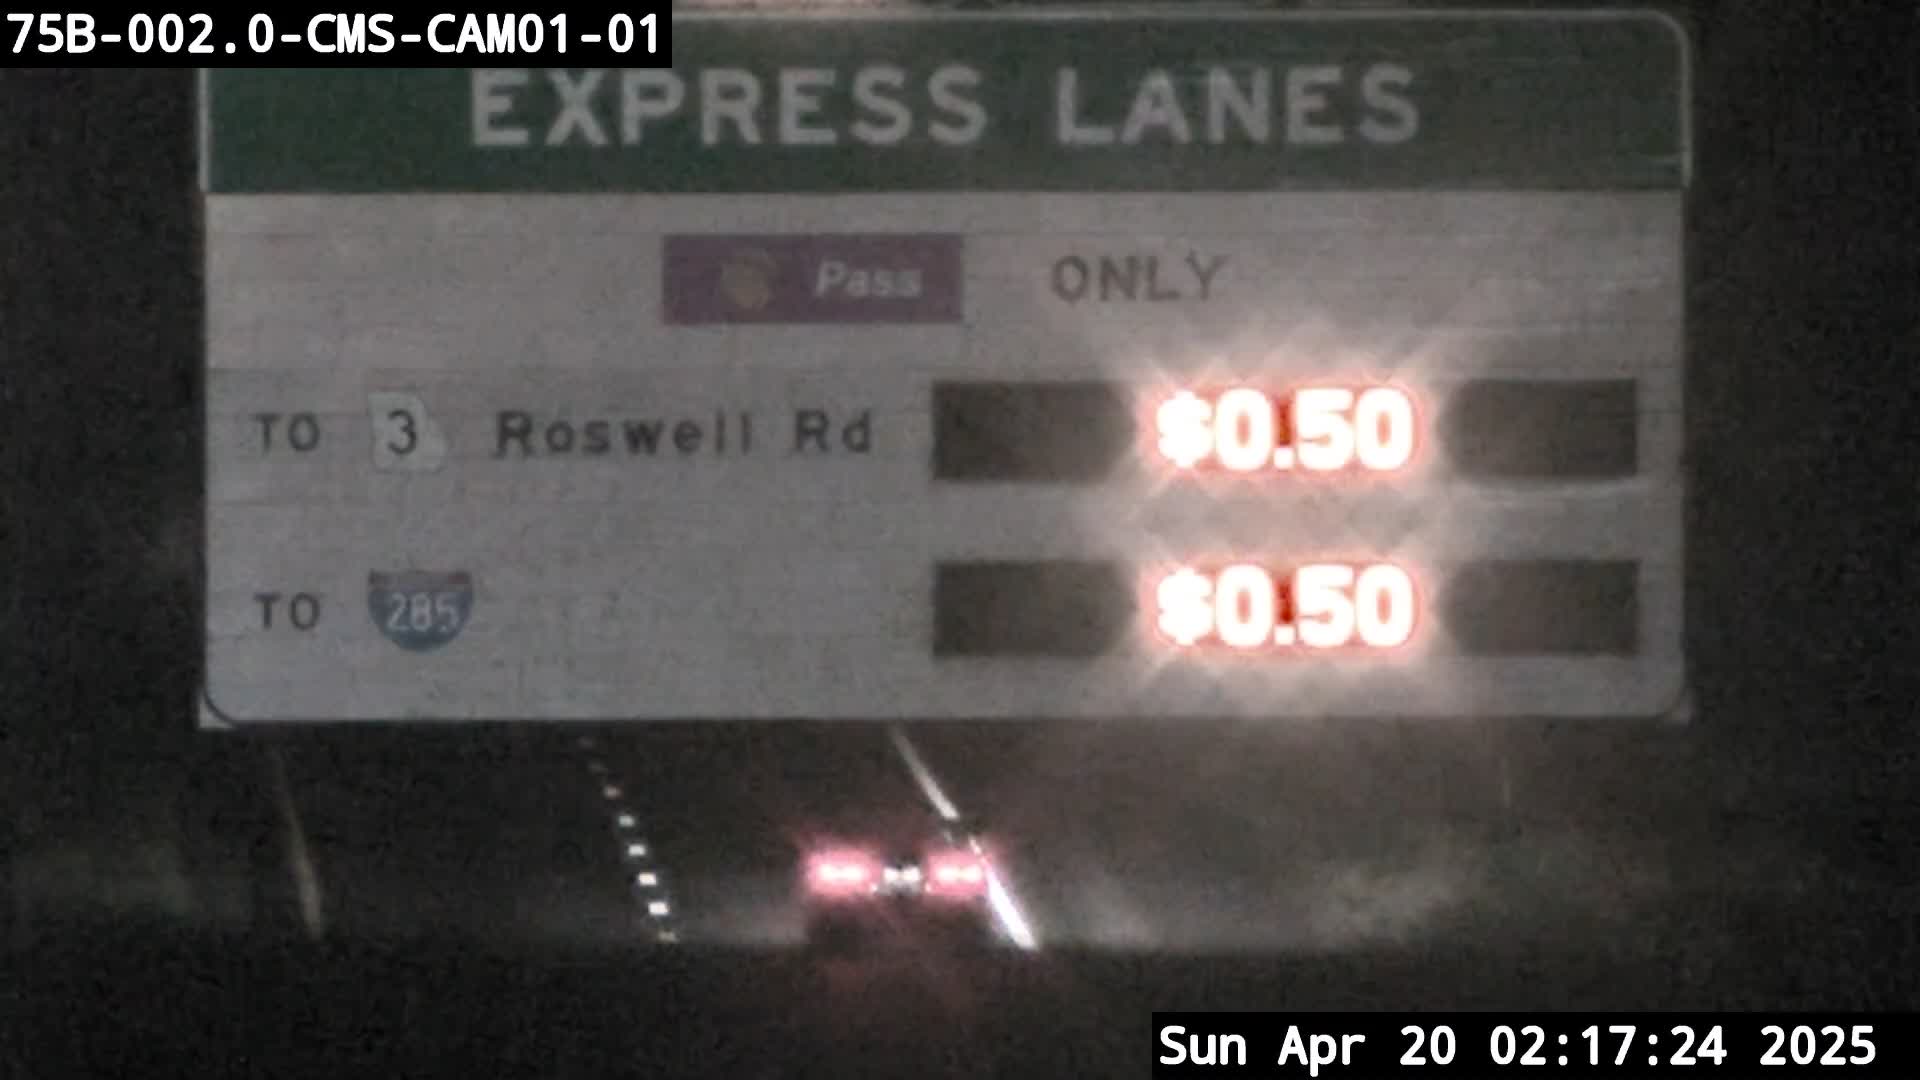 75B-002.0-CMS-CAM01-01
EXPRESS LANES
Pass ONLY
TO 3 Roswell Rd $0.50
TO 285 $0.50
Sun Apr 20 02:17:24 2025